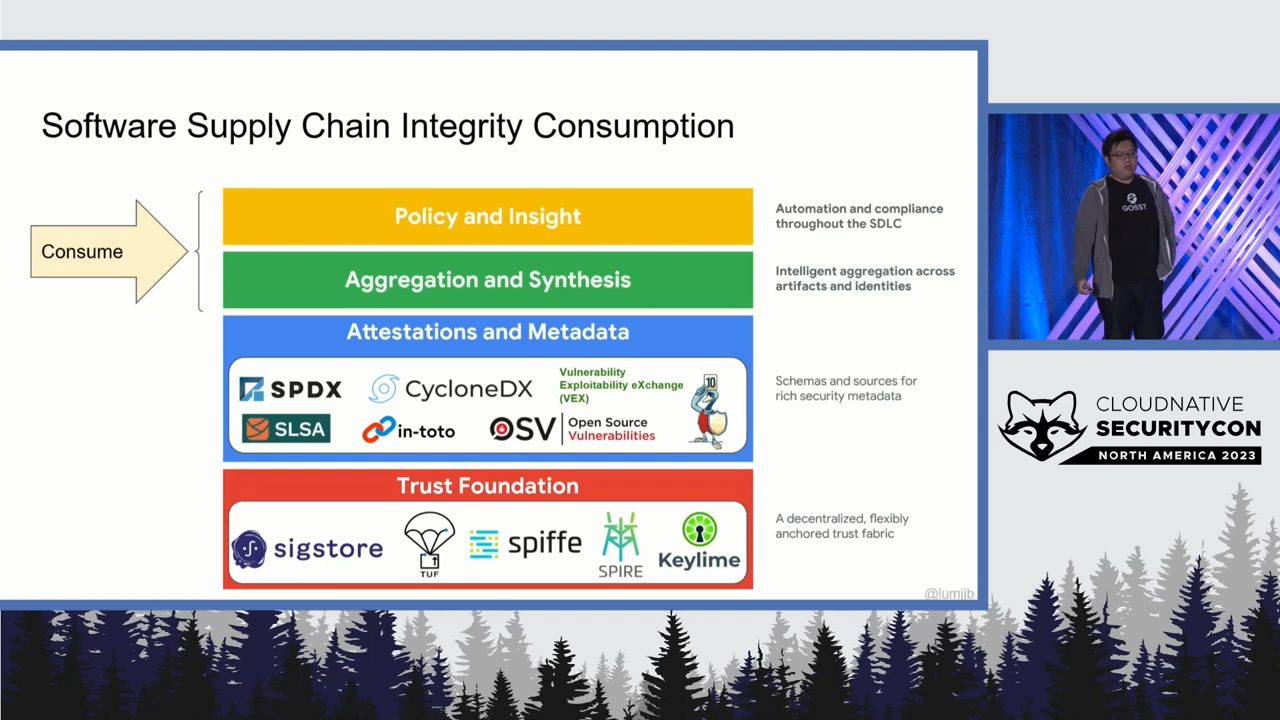 Software Supply Chain Integrity Consumption
Consume
Policy and Insight
Automation and compliance
throughout the SDLC
Aggregation and Synthesis
Intelligent aggregation across
artifacts and identities
Attestations and Metadata
SPDX
CycloneDX
Vulnerability
Exploitability eXchange
(VEX)
10
SLSA
in-toto
OSV
Open Source
Vulnerabilities
Schemas and sources for
rich security metadata
Trust Foundation
sigstore
TUF
spiffe
SPIRE
Keylime
A decentralized, flexibly
anchored trust fabric
@lumjjb
GOSST
CLOUDNATIVE
SECURITYCON
NORTH AMERICA 2023